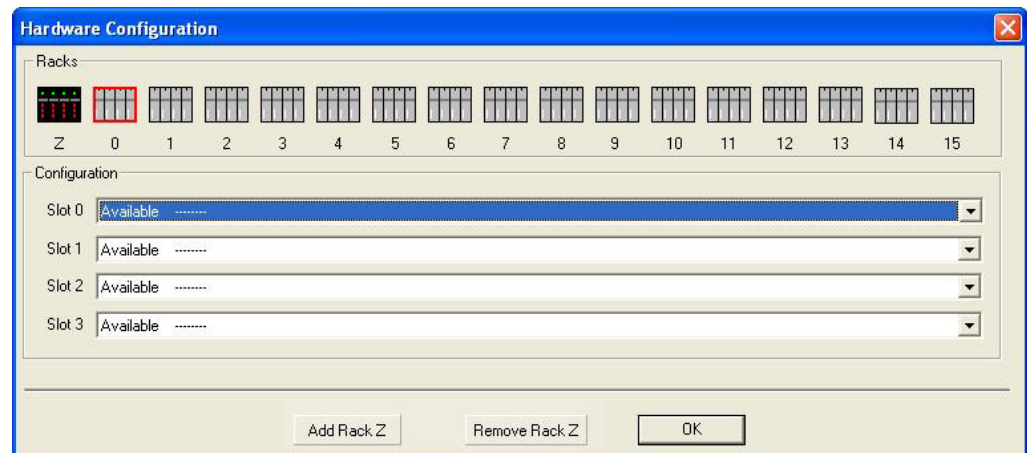 Hardware Configuration
Racks
Z 0 1 2 3 4 5 6 7 8 9 10 11 12 13 14 15
Configuration
Slot 0 Available --------
Slot 1 Available --------
Slot 2 Available --------
Slot 3 Available --------
Add Rack Z Remove Rack Z OK